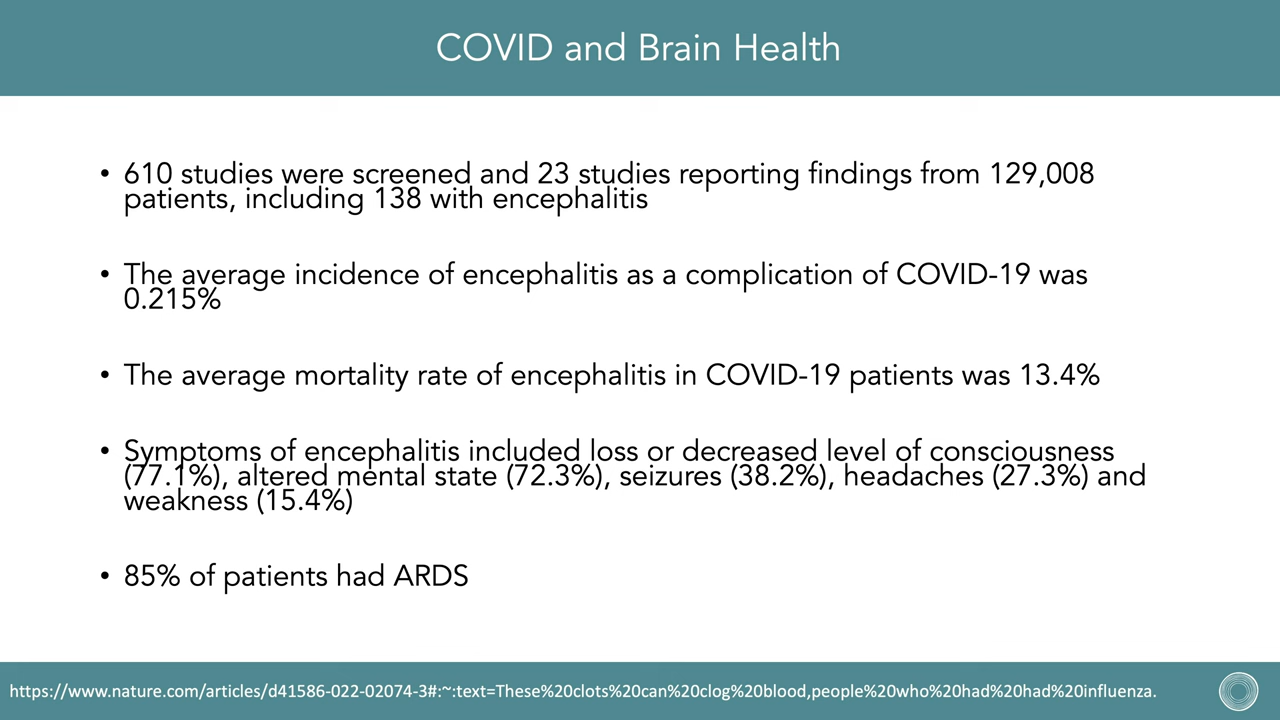 COVID and Brain Health
• 610 studies were screened and 23 studies reporting findings from 129,008
patients, including 138 with encephalitis
• The average incidence of encephalitis as a complication of COVID-19 was
0.215%
• The average mortality rate of encephalitis in COVID-19 patients was 13.4%
• Symptoms of encephalitis included loss or decreased level of consciousness
(77.1%), altered mental state (72.3%), seizures (38.2%), headaches (27.3%) and
weakness (15.4%)
• 85% of patients had ARDS
https://www.nature.com/articles/d41586-022-02074-3#:~:text=These%20clots%20can%20clog%20blood,people%20who%20had%20had%20influenza.